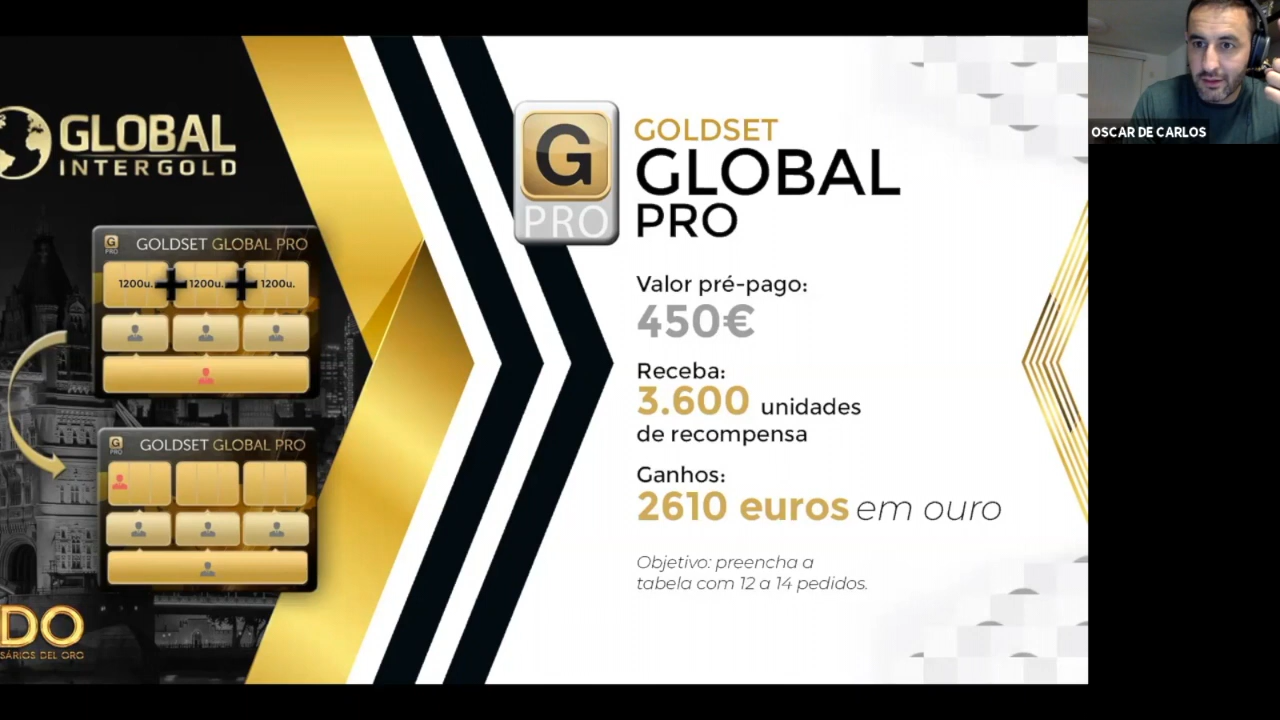 GLOBAL
INTERGOLD
G
PRO
GOLDSET GLOBAL PRO
1200u. + 1200u. + 1200u.
G
PRO
GOLDSET GLOBAL PRO
DO
SÁRIOS DEL ORO
G
PRO
GOLDSET
GLOBAL
PRO
Valor pré-pago:
450€
Receba:
3.600 unidades
de recompensa
Ganhos:
2610 euros em ouro
Objetivo: preencha a
tabela com 12 a 14 pedidos.
OSCAR DE CARLOS